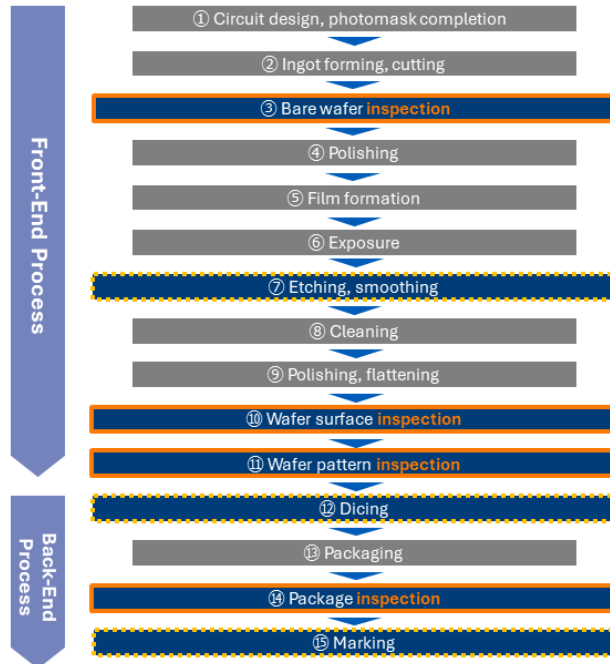 Front-End Process
① Circuit design, photomask completion
② Ingot forming, cutting
③ Bare wafer inspection
④ Polishing
⑤ Film formation
⑥ Exposure
⑦ Etching, smoothing
⑧ Cleaning
⑨ Polishing, flattening
⑩ Wafer surface inspection
⑪ Wafer pattern inspection
Back-End
Process
⑫ Dicing
⑬ Packaging
⑭ Package inspection
⑮ Marking